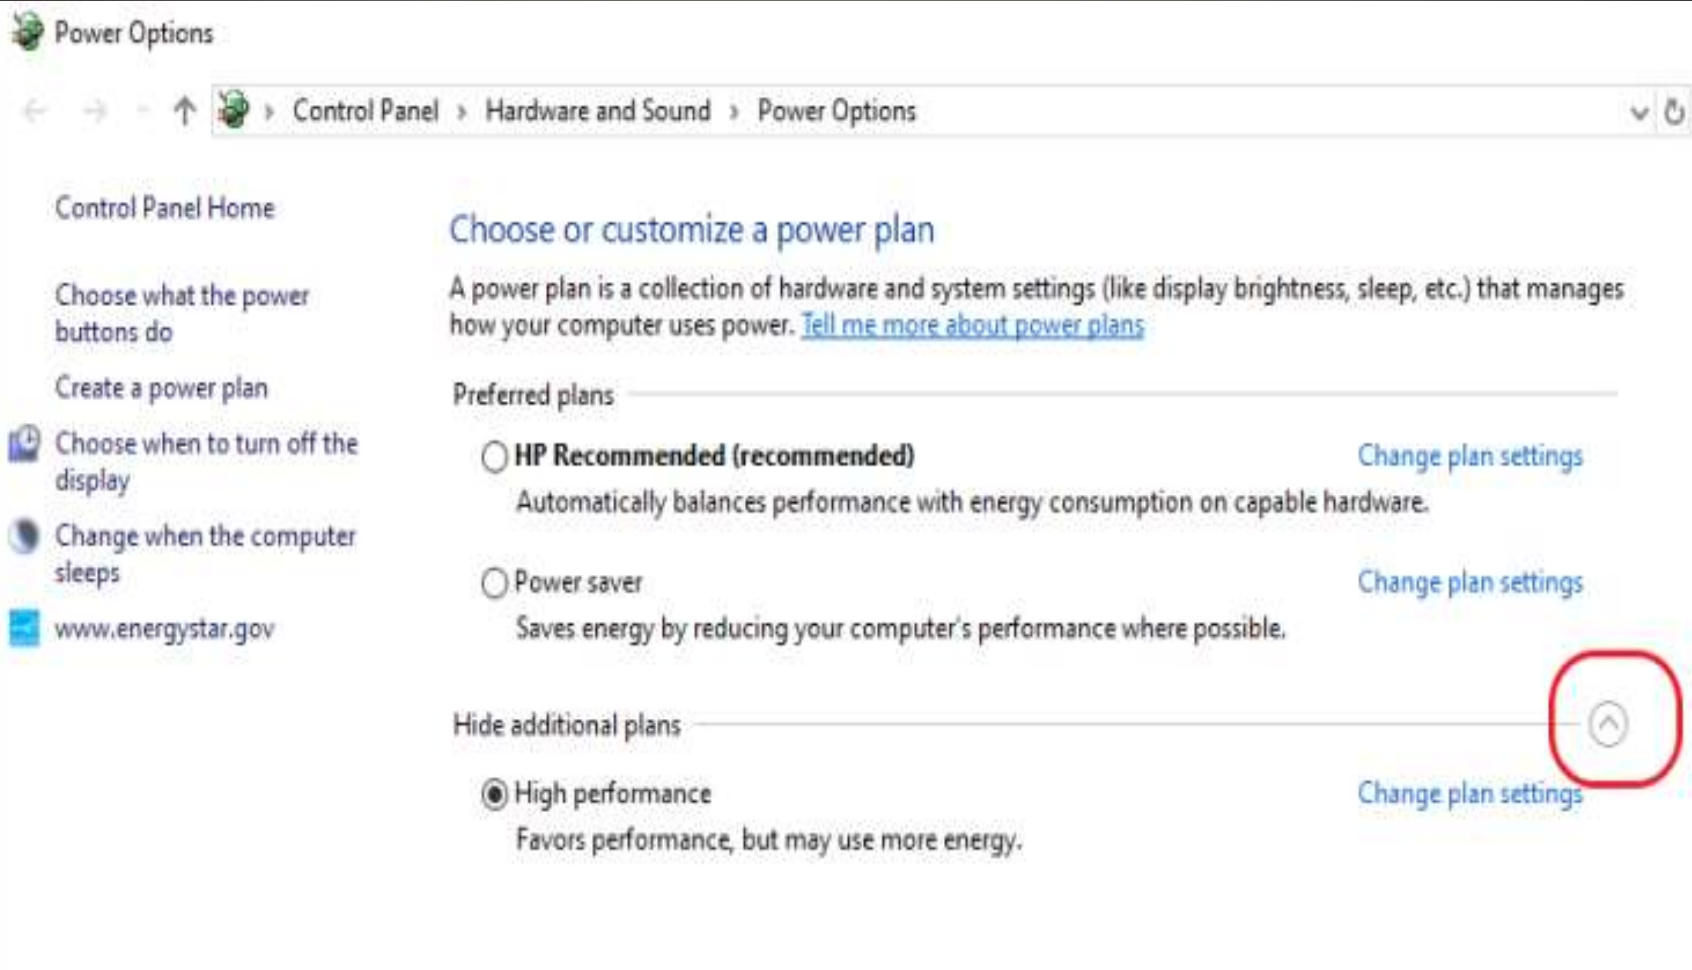 Power Options
Control Panel > Hardware and Sound > Power Options
Control Panel Home
Choose what the power
buttons do
Create a power plan
Choose when to turn off the
display
Change when the computer
sleeps
www.energystar.gov
Choose or customize a power plan
A power plan is a collection of hardware and system settings (like display brightness, sleep, etc.) that manages
how your computer uses power. Tell me more about power plans
Preferred plans
HP Recommended (recommended) Change plan settings
Automatically balances performance with energy consumption on capable hardware.
Power saver Change plan settings
Saves energy by reducing your computer's performance where possible.
Hide additional plans
High performance Change plan settings
Favors performance, but may use more energy.